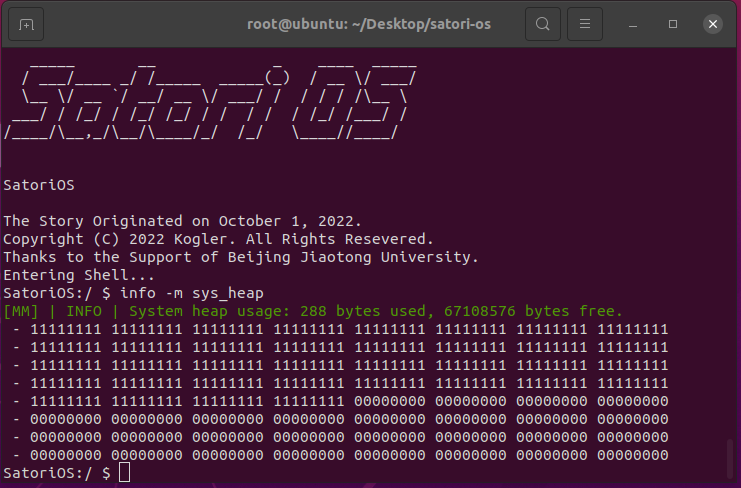 root@ubuntu: ~/Desktop/satori-os
Satori OS
SatoriOS
The Story Originated on October 1, 2022.
Copyright (C) 2022 Kogler. All Rights Resevered.
Thanks to the Support of Beijing Jiaotong University.
Entering Shell...
SatoriOS:/ $ info -m sys_heap
[MM] | INFO | System heap usage: 288 bytes used, 67108576 bytes free.
- 11111111 11111111 11111111 11111111 11111111 11111111 11111111 11111111
- 11111111 11111111 11111111 11111111 11111111 11111111 11111111 11111111
- 11111111 11111111 11111111 11111111 11111111 11111111 11111111 11111111
- 11111111 11111111 11111111 11111111 11111111 11111111 11111111 11111111
- 11111111 11111111 11111111 11111111 00000000 00000000 00000000 00000000
- 00000000 00000000 00000000 00000000 00000000 00000000 00000000 00000000
- 00000000 00000000 00000000 00000000 00000000 00000000 00000000 00000000
- 00000000 00000000 00000000 00000000 00000000 00000000 00000000 00000000
SatoriOS:/ $